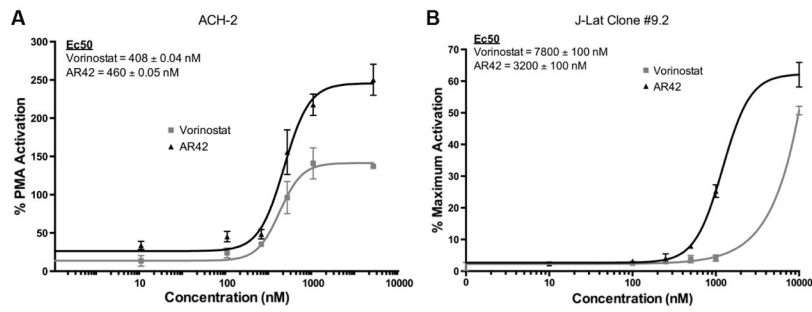 A
ACH-2
Ec50
Vorinostat = 408 ± 0.04 nM
AR42 = 460 ± 0.05 nM
Vorinostat
AR42
% PMA Activation
300
250
200
150
100
50
0
10
100
1000
10000
Concentration (nM)
B
J-Lat Clone #9.2
Ec50
Vorinostat = 7800 ± 100 nM
AR42 = 3200 ± 100 nM
Vorinostat
AR42
% Maximum Activation
70
60
50
40
30
20
10
0
0
10
100
1000
10000
Concentration (nM)